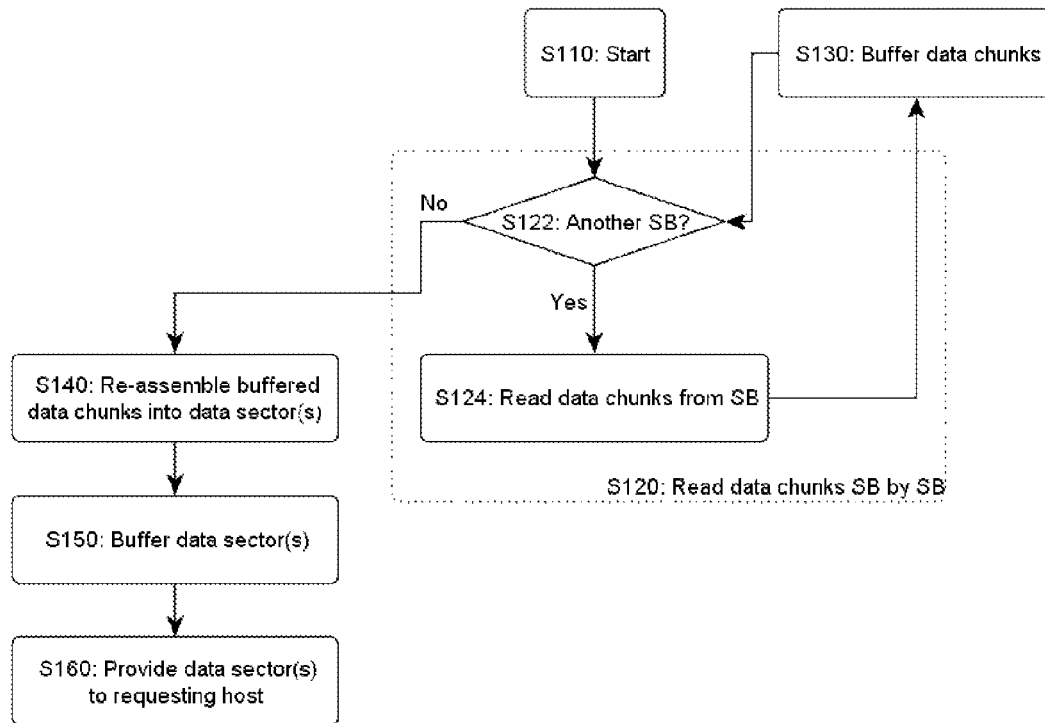 S110: Start
S130: Buffer data chunks
No
S122: Another SB?
Yes
S140: Re-assemble buffered
data chunks into data sector(s)
S124: Read data chunks from SB
S120: Read data chunks SB by SB
S150: Buffer data sector(s)
S160: Provide data sector(s)
to requesting host